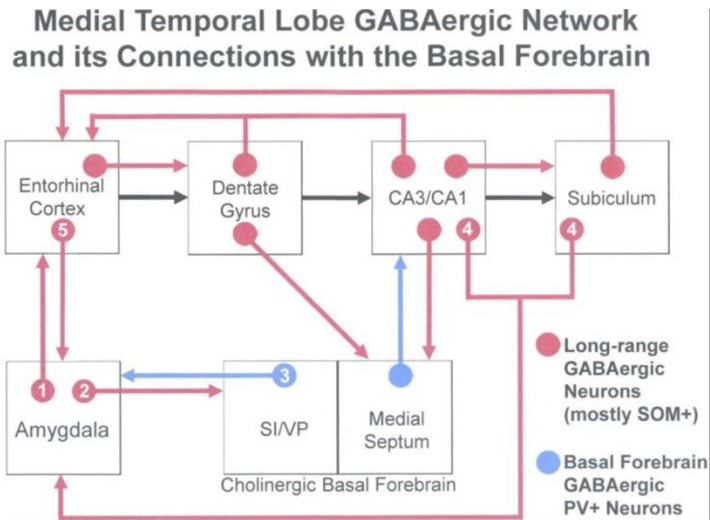 Medial Temporal Lobe GABAergic Network
and its Connections with the Basal Forebrain
Entorhinal
Cortex
5
Dentate
Gyrus
CA3/CA1
4
Subiculum
4
1
2
Amygdala
3
SI/VP
Medial
Septum
Cholinergic Basal Forebrain
Long-range
GABAergic
Neurons
(mostly SOM+)
Basal Forebrain
GABAergic
PV+ Neurons